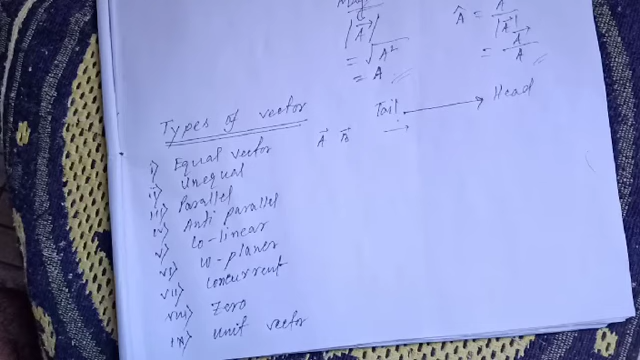 |A⃗|
= √A²
= A
Â = A⃗ / |A⃗|
= A⃗ / A
Types of vector
Tail → Head
A⃗ B⃗ →
i) Equal vector
ii) Unequal
iii) Parallel
iv) Anti parallel
v) Co-linear
vi) Co-planer
vii) Concurrent
viii) Zero
ix) Unit vector